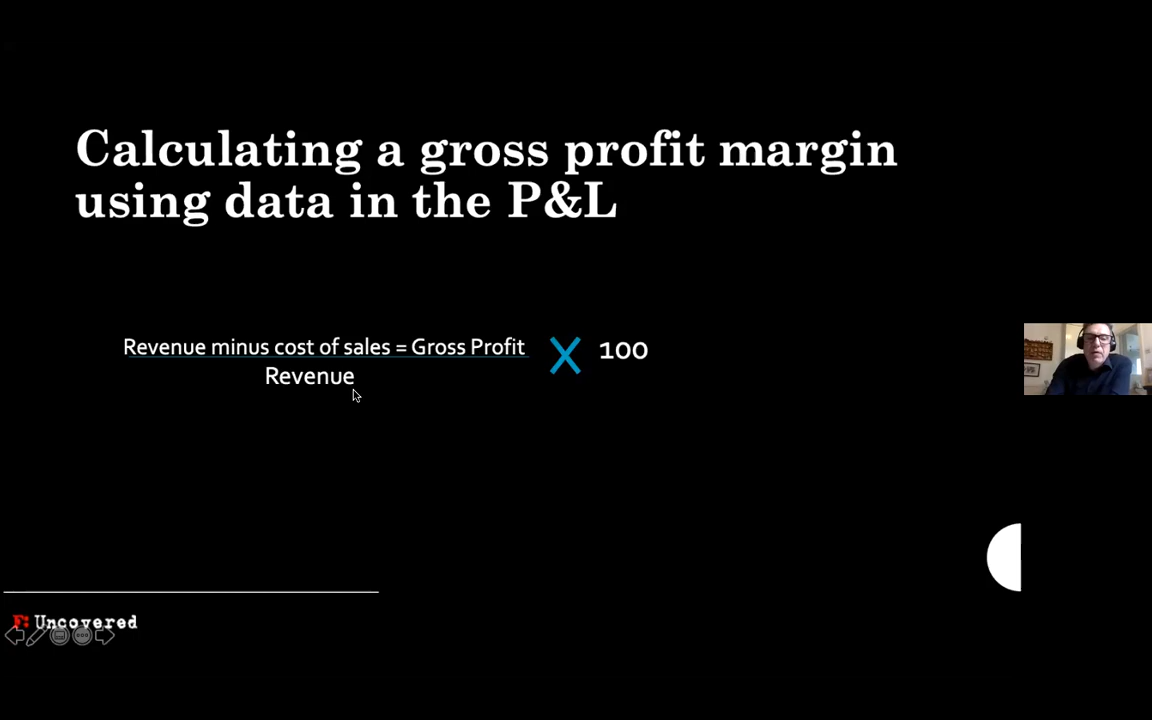 Calculating a gross profit margin
using data in the P&L
Revenue minus cost of sales = Gross Profit X 100
Revenue
F: Uncovered